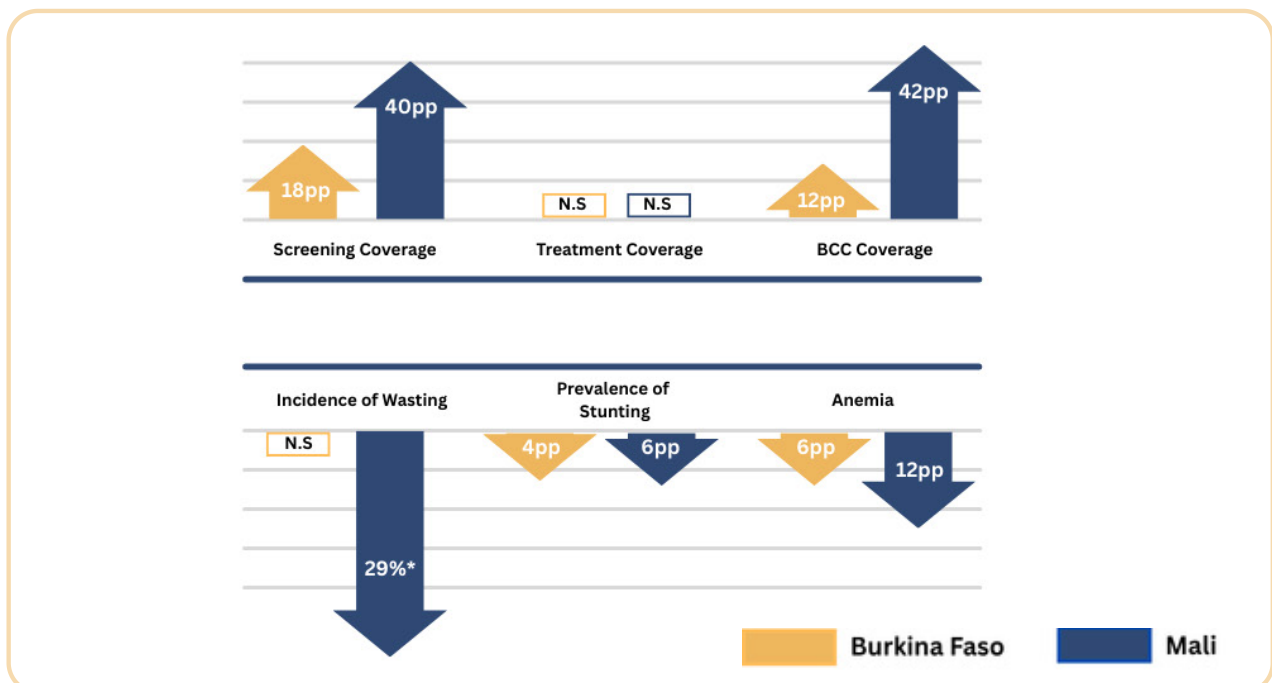 40pp
42pp
18pp
12pp
N.S
N.S
Screening Coverage
Treatment Coverage
BCC Coverage
Incidence of Wasting
Prevalence of
Stunting
Anemia
N.S
4pp
6pp
6pp
12pp
29%*
Burkina Faso
Mali